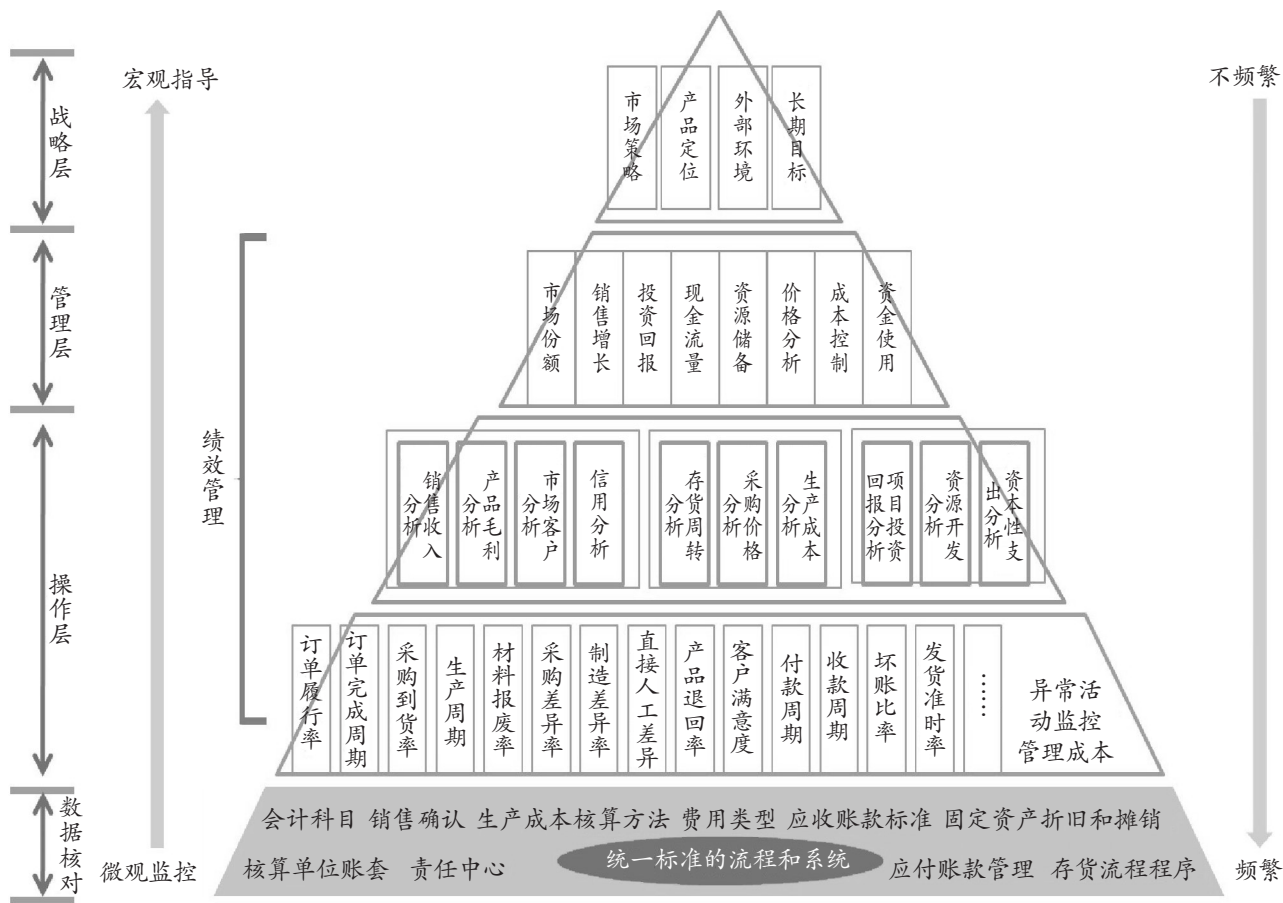 宏观指导
不频繁
战略层
市场策略
产品定位
外部环境
长期目标
管理层
市场份额
销售增长
投资回报
现金流量
资源储备
价格分析
成本控制
资金使用
绩效管理
操作层
销售收入
分析
产品毛利
分析
市场客户
分析
信用分析
存货周转
分析
采购价格
分析
生产成本
分析
项目投资
回报分析
资源开发
分析
资本性支
出分析
订单履行率
订单完成周期
采购到货率
生产周期
材料报废率
采购差异率
制造差异率
直接人工差异
产品退回率
客户满意度
付款周期
收款周期
坏账比率
发货准时率
……
异常活
动监控
管理成本
数据核对
会计科目 销售确认 生产成本核算方法 费用类型 应收账款标准 固定资产折旧和摊销
微观监控
核算单位账套 责任中心
统一标准的流程和系统
应付账款管理 存货流程程序
频繁